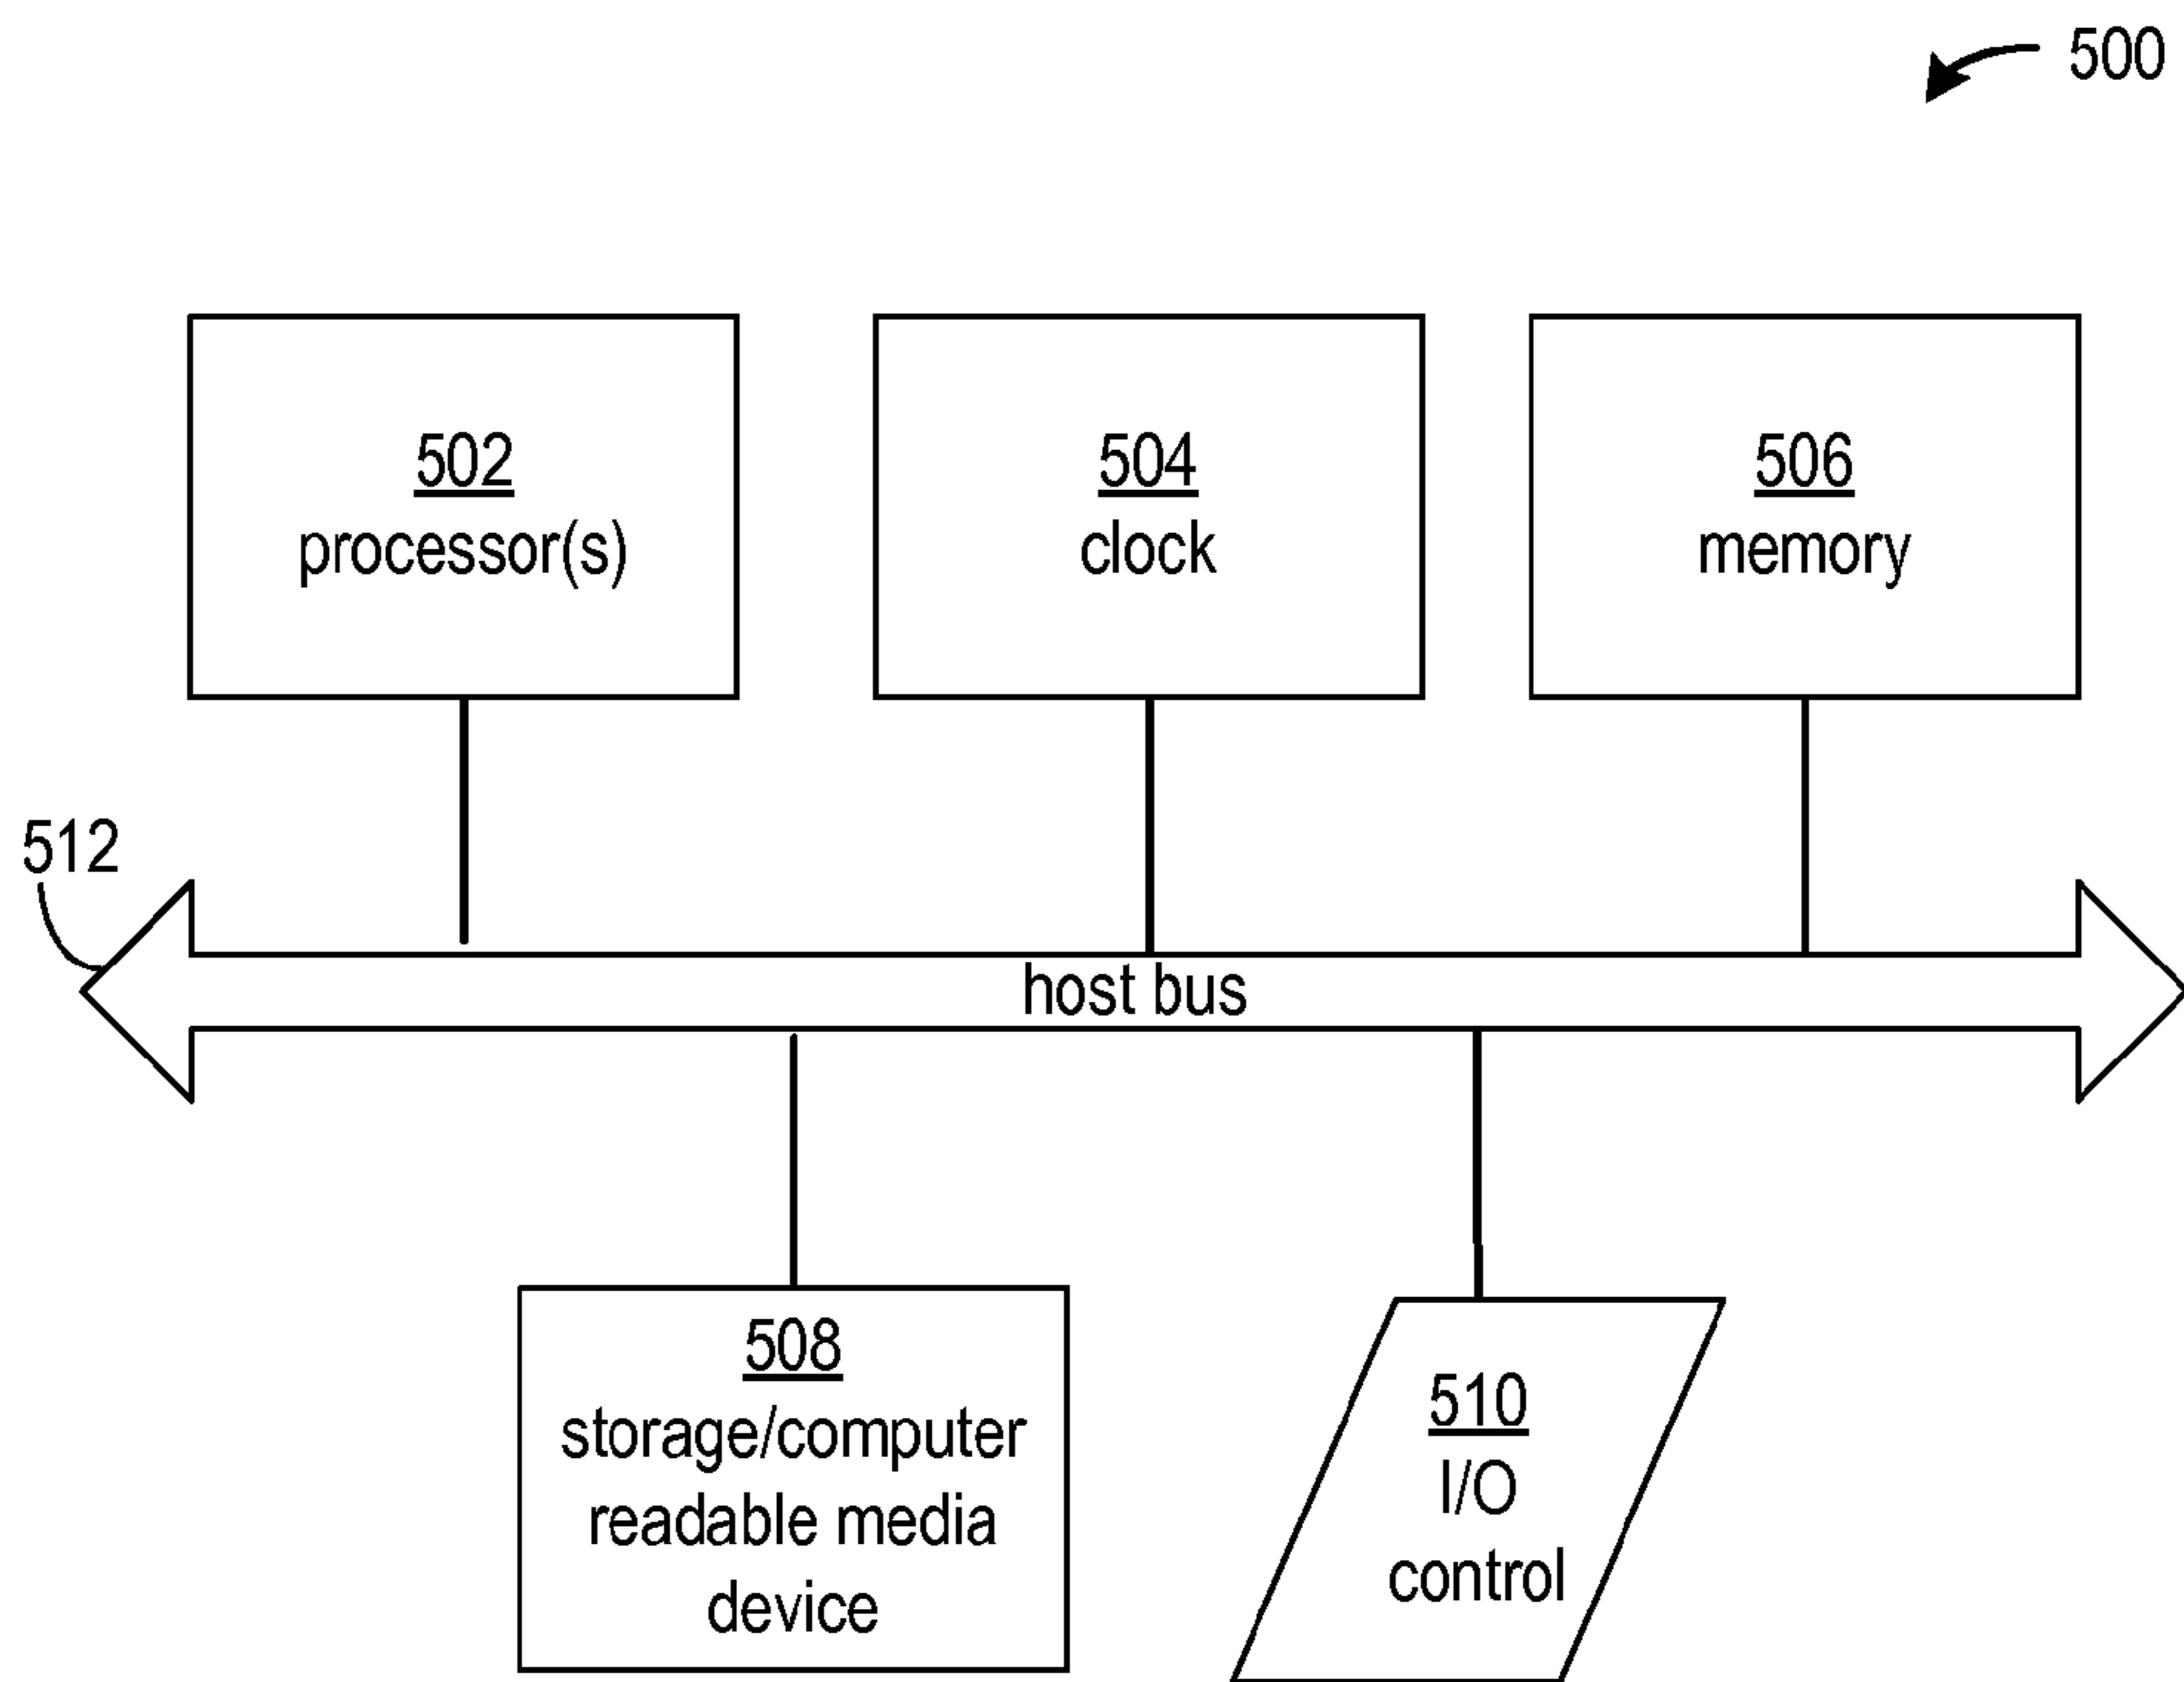 500
502
processor(s)
504
clock
506
memory
512
host bus
508
storage/computer
readable media
device
510
I/O
control